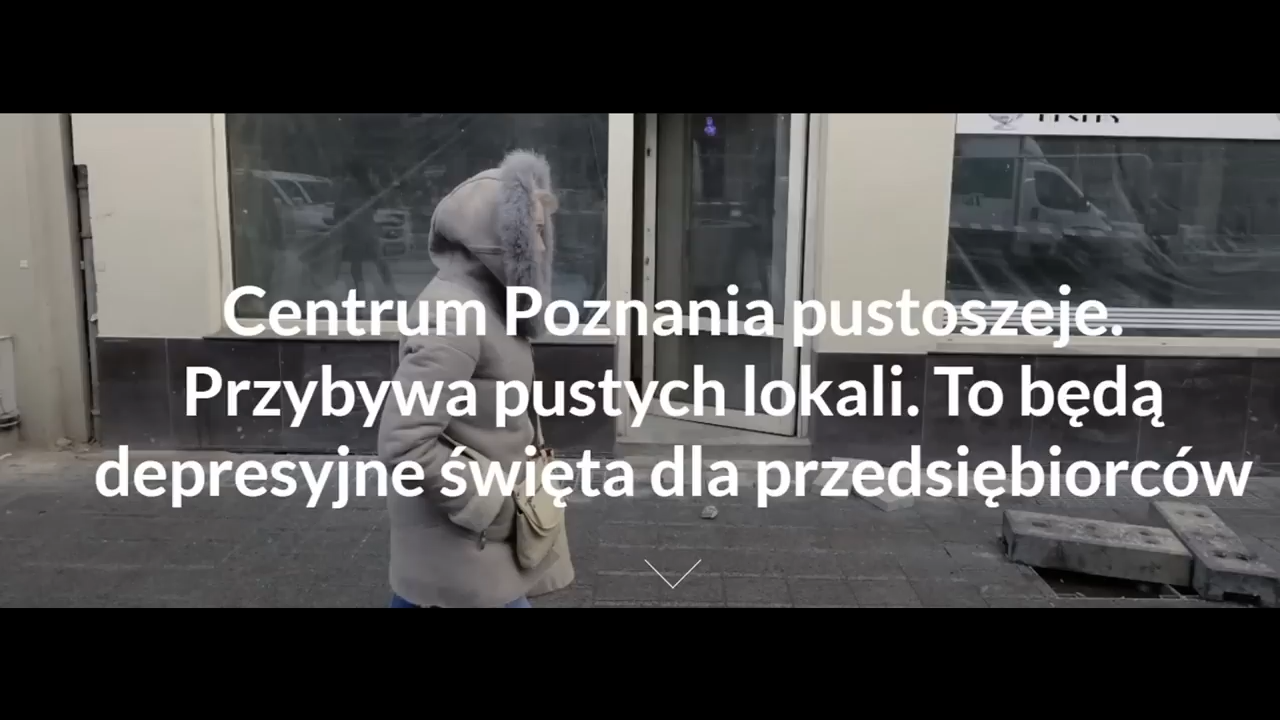 Centrum Poznania pustoszeje.
Przybywa pustych lokali. To będą
depresyjne święta dla przedsiębiorców